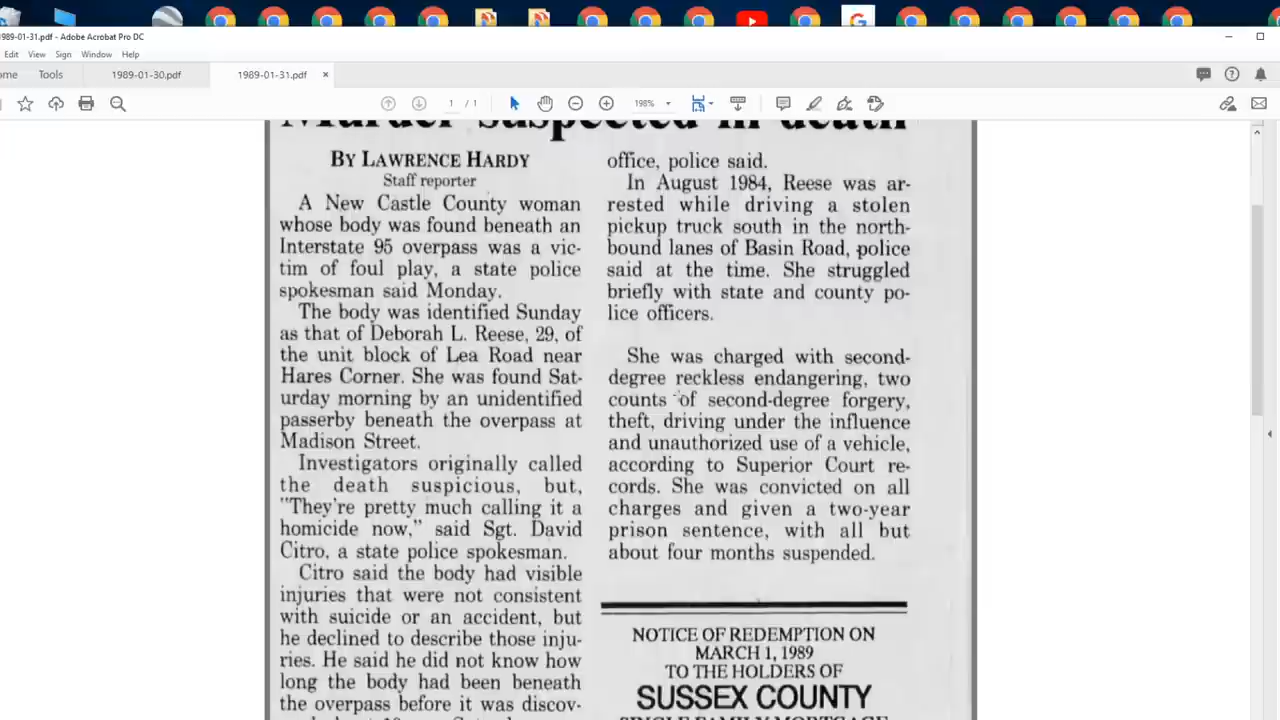 1989-01-31.pdf - Adobe Acrobat Pro DC
Edit View Sign Window Help
ome Tools 1989-01-30.pdf 1989-01-31.pdf ×
1 / 1 198%
Murder suspected in death
BY LAWRENCE HARDY
Staff reporter
A New Castle County woman
whose body was found beneath an
Interstate 95 overpass was a vic-
tim of foul play, a state police
spokesman said Monday.
The body was identified Sunday
as that of Deborah L. Reese, 29, of
the unit block of Lea Road near
Hares Corner. She was found Sat-
urday morning by an unidentified
passerby beneath the overpass at
Madison Street.
Investigators originally called
the death suspicious, but,
"They're pretty much calling it a
homicide now," said Sgt. David
Citro, a state police spokesman.
Citro said the body had visible
injuries that were not consistent
with suicide or an accident, but
he declined to describe those inju-
ries. He said he did not know how
long the body had been beneath
the overpass before it was discov-
office, police said.
In August 1984, Reese was ar-
rested while driving a stolen
pickup truck south in the north-
bound lanes of Basin Road, police
said at the time. She struggled
briefly with state and county po-
lice officers.
She was charged with second-
degree reckless endangering, two
counts of second-degree forgery,
theft, driving under the influence
and unauthorized use of a vehicle,
according to Superior Court re-
cords. She was convicted on all
charges and given a two-year
prison sentence, with all but
about four months suspended.
NOTICE OF REDEMPTION ON
MARCH 1, 1989
TO THE HOLDERS OF
SUSSEX COUNTY
SINGLE FAMILY MORTGAGE